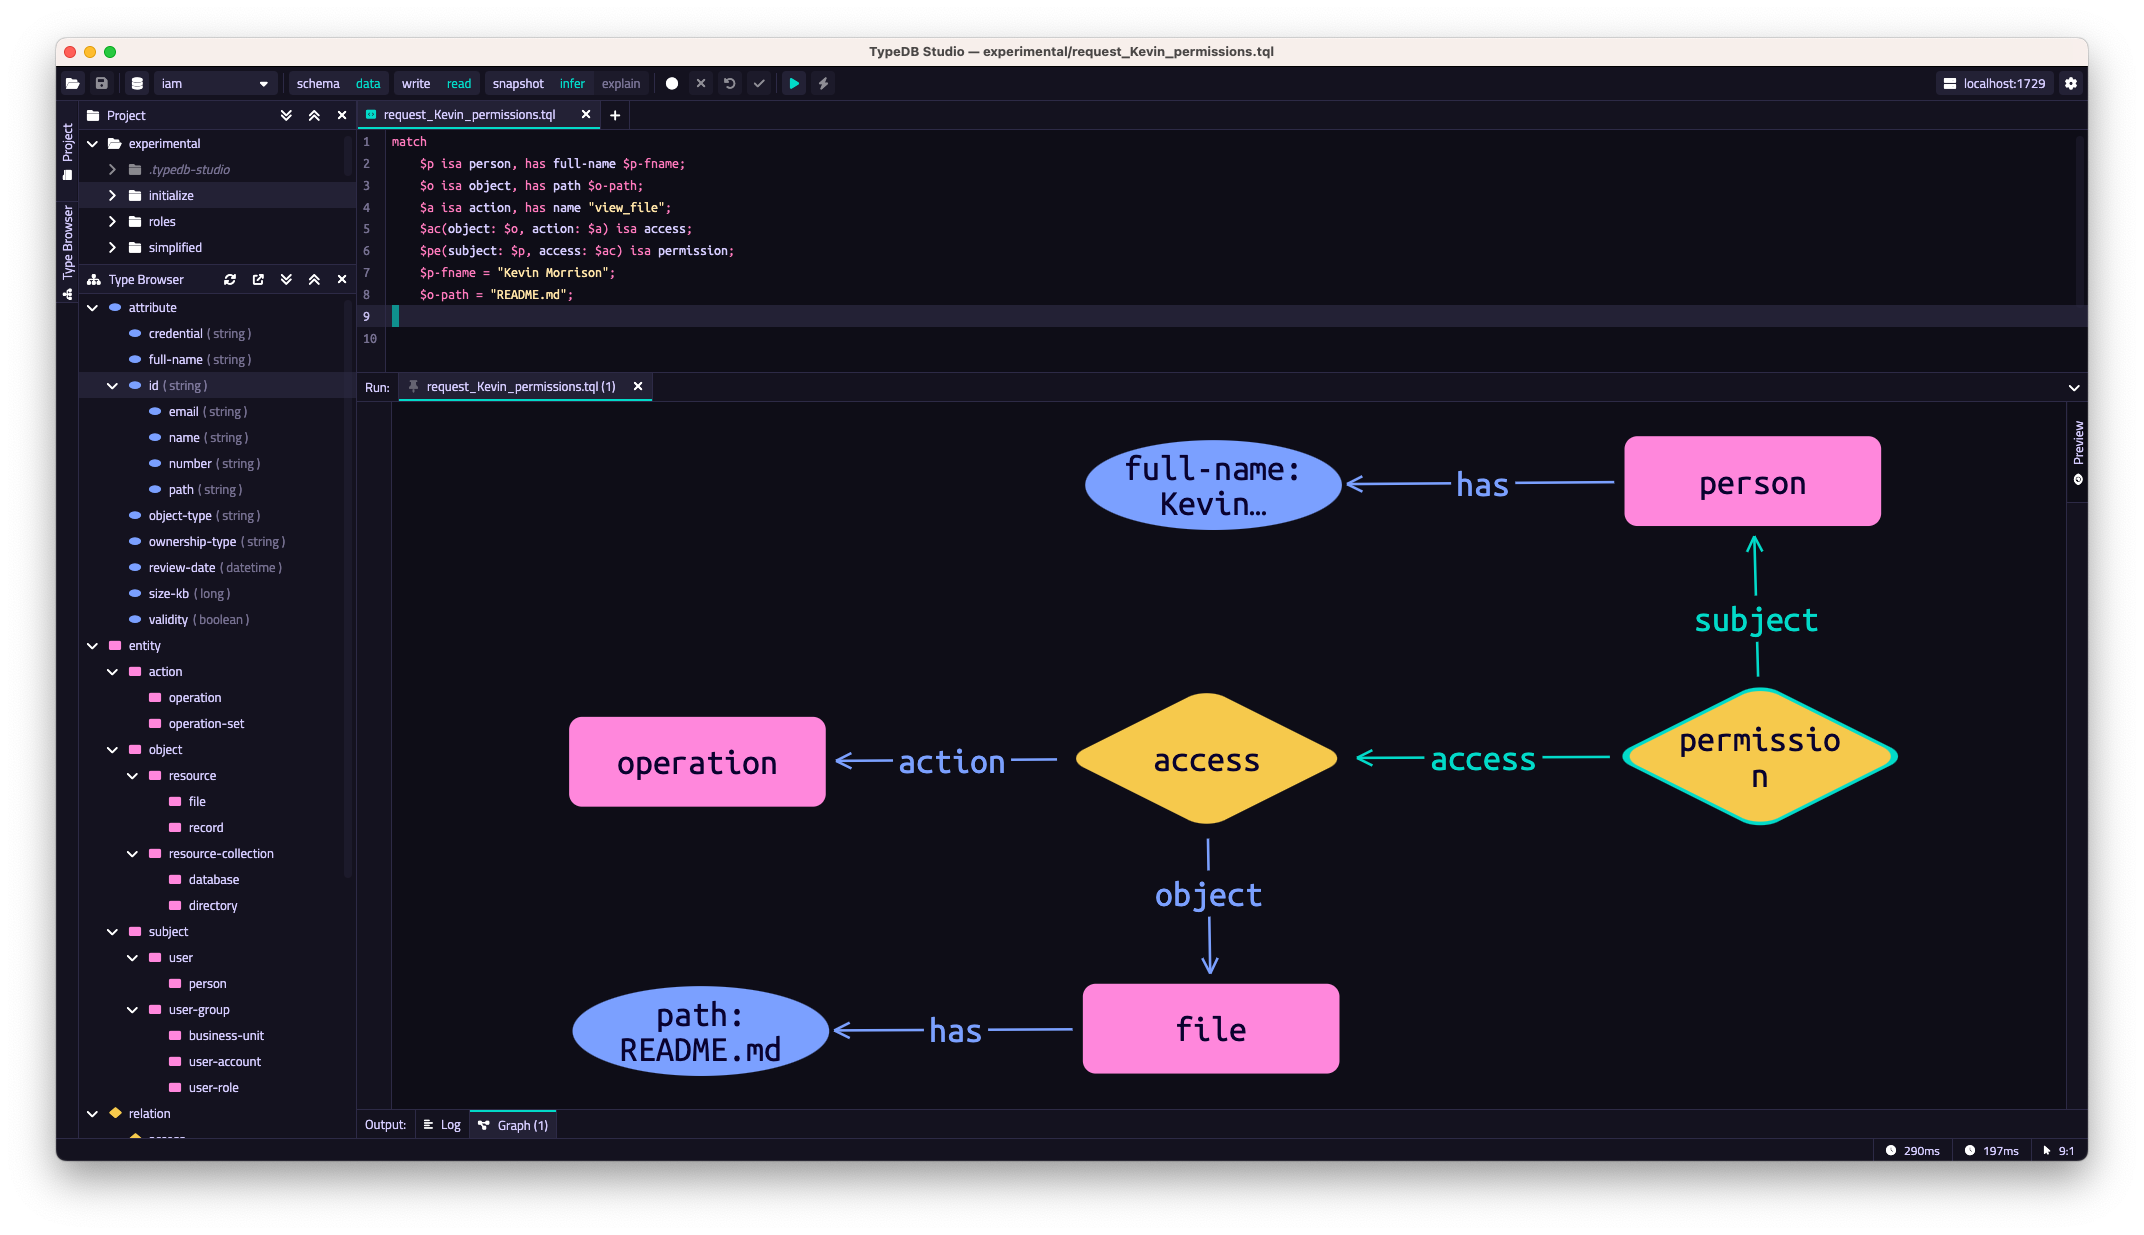 TypeDB Studio — experimental/request_Kevin_permissions.tql
iam schema data write read snapshot infer explain localhost:1729
Project
Type Browser
Project
experimental
.typedb-studio
initialize
roles
simplified
Type Browser
attribute
credential (string)
full-name (string)
id (string)
email (string)
name (string)
number (string)
path (string)
object-type (string)
ownership-type (string)
review-date (datetime)
size-kb (long)
validity (boolean)
entity
action
operation
operation-set
object
resource
file
record
resource-collection
database
directory
subject
user
person
user-group
business-unit
user-account
user-role
relation
request_Kevin_permissions.tql
1 match
2 $p isa person, has full-name $p-fname;
3 $o isa object, has path $o-path;
4 $a isa action, has name "view_file";
5 $ac(object: $o, action: $a) isa access;
6 $pe(subject: $p, access: $ac) isa permission;
7 $p-fname = "Kevin Morrison";
8 $o-path = "README.md";
9
10
Run: request_Kevin_permissions.tql (1)
Preview
full-name:
Kevin…
has
person
subject
operation
action
access
access
permissio
n
object
path:
README.md
has
file
Output: Log Graph (1)
290ms 197ms 9:1